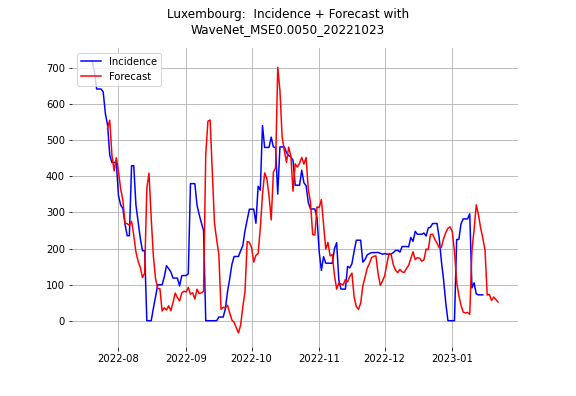 Luxembourg:  Incidence + Forecast with
WaveNet_MSE0.0050_20221023
Incidence
Forecast
700
600
500
400
300
200
100
0
2022-08 2022-09 2022-10 2022-11 2022-12 2023-01